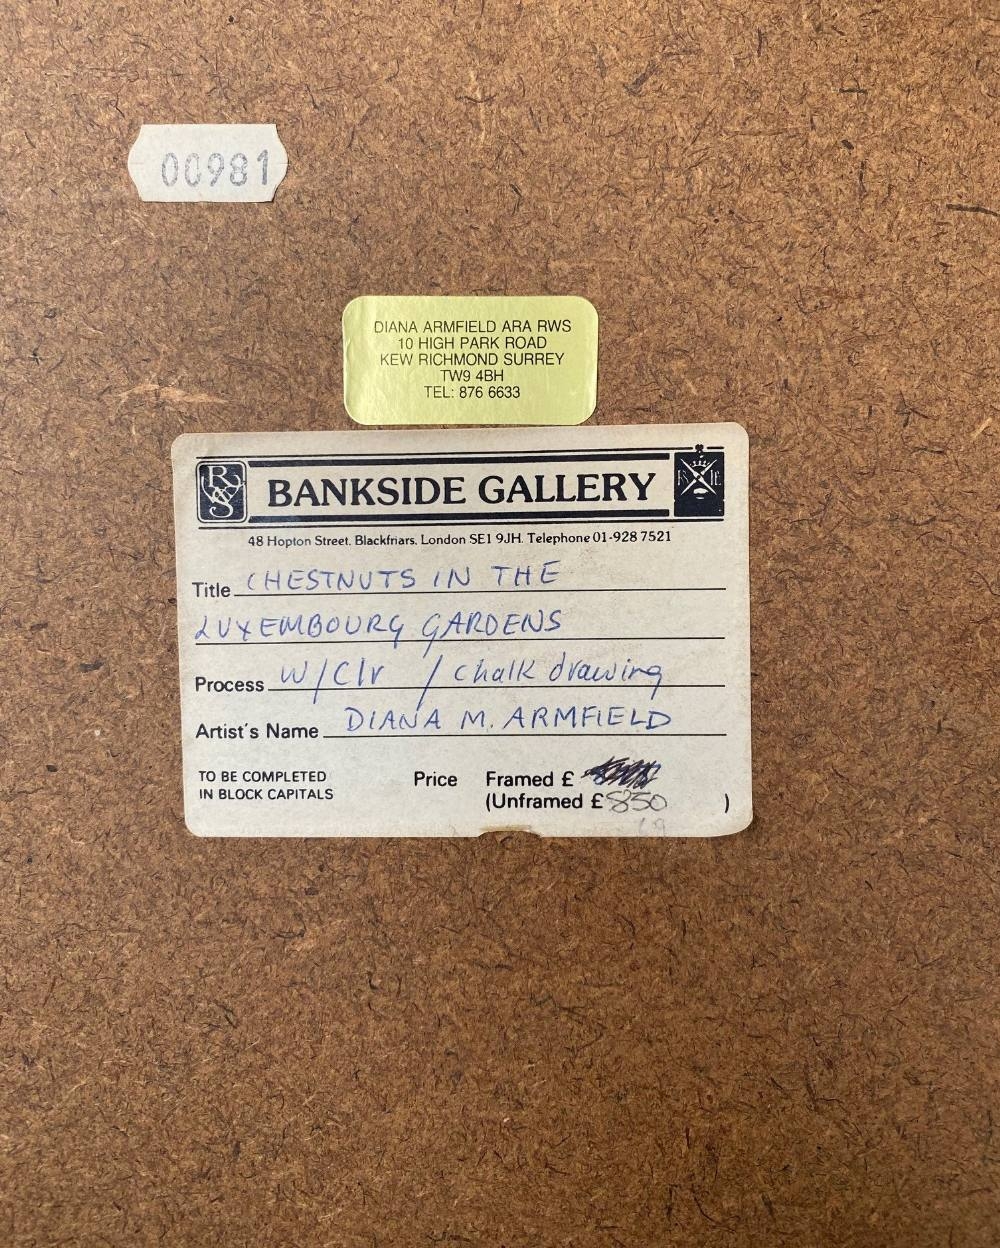 00981
DIANA ARMFIELD ARA RWS
10 HIGH PARK ROAD
KEW RICHMOND SURREY
TW9 4BH
TEL: 876 6633
RWS BANKSIDE GALLERY RE
48 Hopton Street, Blackfriars, London SE1 9JH. Telephone 01-928 7521
Title CHESTNUTS IN THE
LUXEMBOURG GARDENS
Process W/Clr / chalk drawing
Artist's Name DIANA M. ARMFIELD
TO BE COMPLETED Price Framed £
IN BLOCK CAPITALS (Unframed £ 850 )